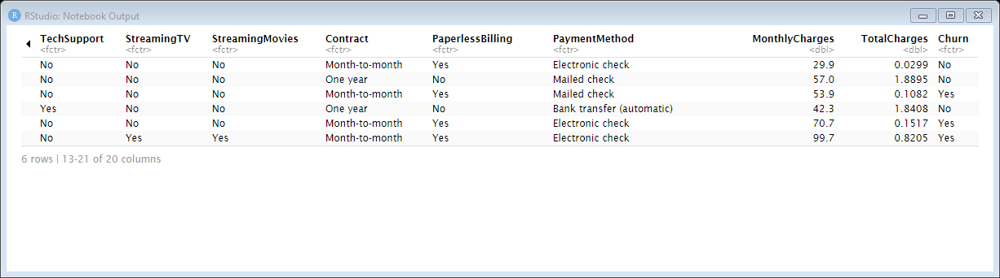 R RStudio: Notebook Output
TechSupport StreamingTV StreamingMovies Contract PaperlessBilling PaymentMethod MonthlyCharges TotalCharges Churn
<fctr> <fctr> <fctr> <fctr> <fctr> <fctr> <dbl> <dbl> <fctr>
No No No Month-to-month Yes Electronic check 29.9 0.0299 No
No No No One year No Mailed check 57.0 1.8895 No
No No No Month-to-month Yes Mailed check 53.9 0.1082 Yes
Yes No No One year No Bank transfer (automatic) 42.3 1.8408 No
No No No Month-to-month Yes Electronic check 70.7 0.1517 Yes
No Yes Yes Month-to-month Yes Electronic check 99.7 0.8205 Yes
6 rows | 13-21 of 20 columns